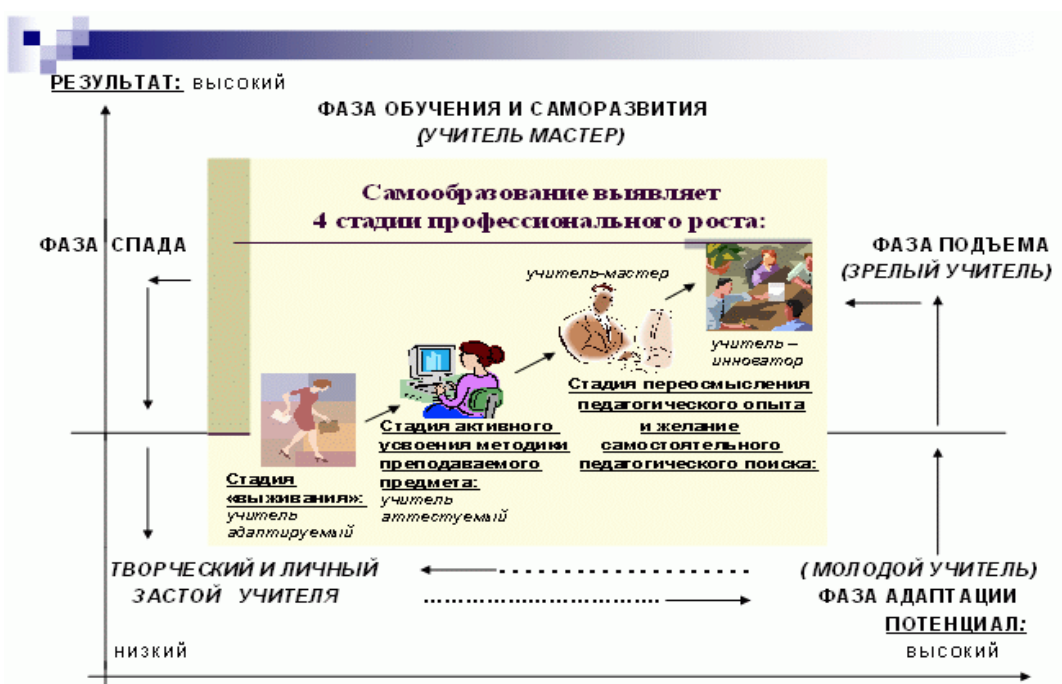 РЕЗУЛЬТАТ: высокий
ФАЗА ОБУЧЕНИЯ И САМОРАЗВИТИЯ
(УЧИТЕЛЬ МАСТЕР)
Самообразование выявляет
4 стадии профессионального роста:
ФАЗА СПАДА
ФАЗА ПОДЪЕМА
(ЗРЕЛЫЙ УЧИТЕЛЬ)
учитель-мастер
учитель –
инноватор
Стадия переосмысления
педагогического опыта
и желание
самостоятельного
педагогического поиска:
Стадия активного
усвоения методики
преподаваемого
предмета:
учитель
аттестуемый
Стадия
«выживания»:
учитель
адаптируемый
ТВОРЧЕСКИЙ И ЛИЧНЫЙ
ЗАСТОЙ УЧИТЕЛЯ
(МОЛОДОЙ УЧИТЕЛЬ)
ФАЗА АДАПТАЦИИ
ПОТЕНЦИАЛ:
низкий
высокий